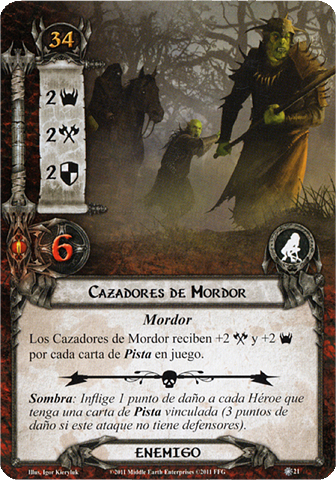 34
2
2
2
6
Cazadores de Mordor
Mordor
Los Cazadores de Mordor reciben +2 y +2
por cada carta de Pista en juego.
Sombra: Inflige 1 punto de daño a cada Héroe que
tenga una carta de Pista vinculada (3 puntos de
daño si este ataque no tiene defensores).
ENEMIGO
Illus. Igor Kieryluk
©2011 Middle Earth Enterprises ©2011 FFG
21